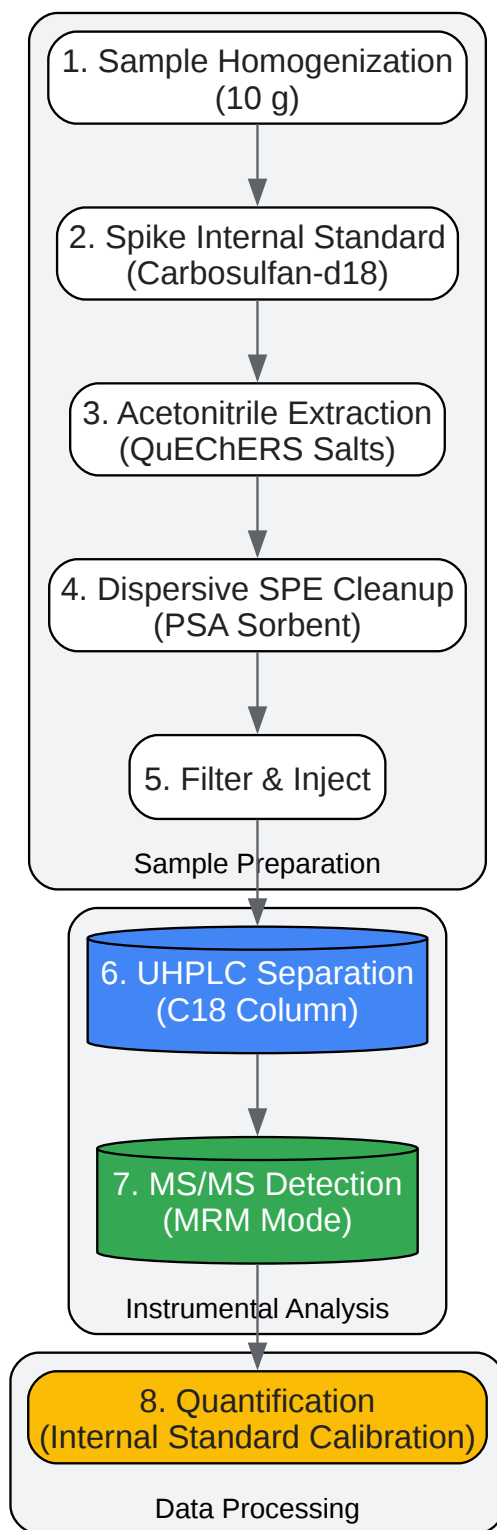 1. Sample Homogenization
(10 g)
2. Spike Internal Standard
(Carbosulfan-d18)
3. Acetonitrile Extraction
(QuEChERS Salts)
4. Dispersive SPE Cleanup
(PSA Sorbent)
5. Filter & Inject
Sample Preparation
6. UHPLC Separation
(C18 Column)
7. MS/MS Detection
(MRM Mode)
Instrumental Analysis
8. Quantification
(Internal Standard Calibration)
Data Processing